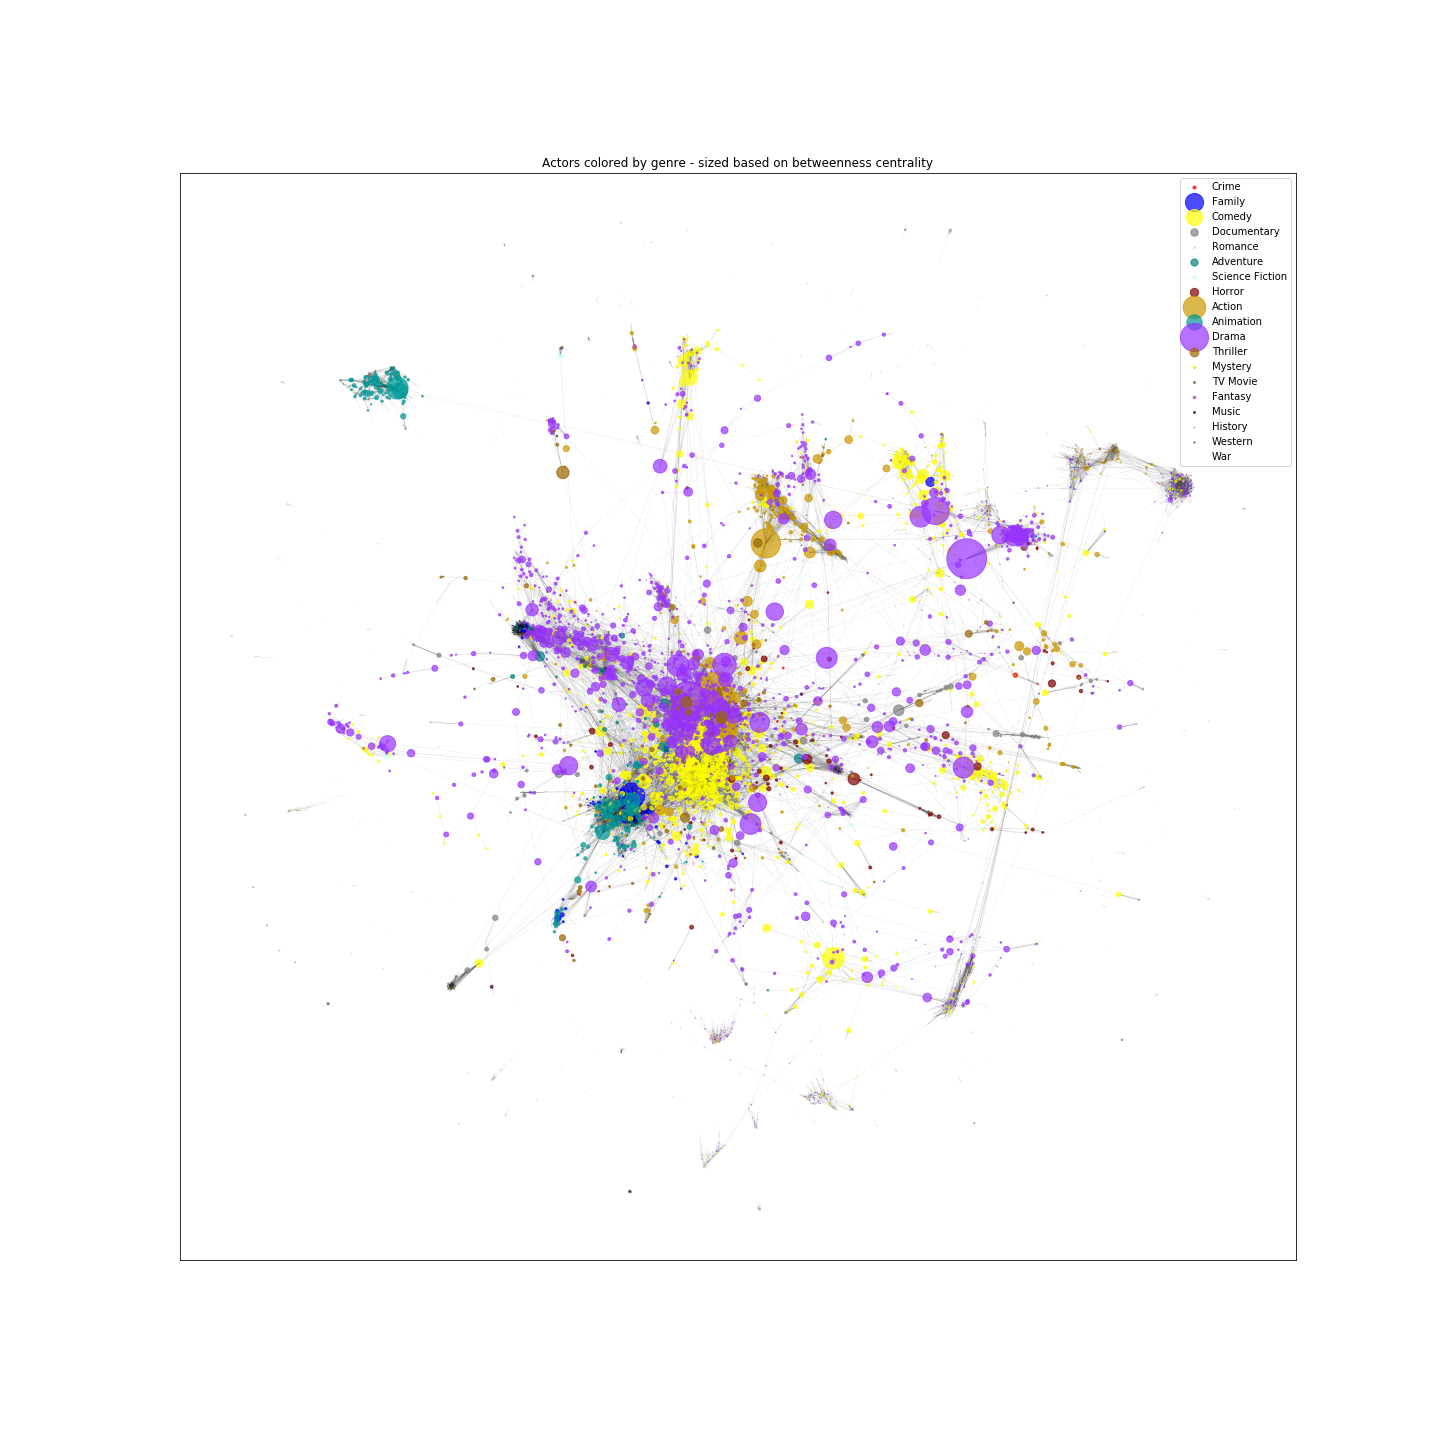 Actors colored by genre - sized based on betweenness centrality
Crime
Family
Comedy
Documentary
Romance
Adventure
Science Fiction
Horror
Action
Animation
Drama
Thriller
Mystery
TV Movie
Fantasy
Music
History
Western
War